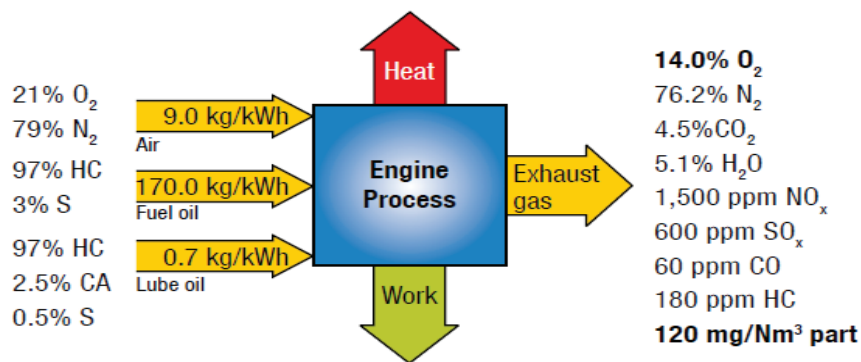 21% O₂
79% N₂
97% HC
3% S
97% HC
2.5% CA
0.5% S
9.0 kg/kWh
Air
170.0 kg/kWh
Fuel oil
0.7 kg/kWh
Lube oil
Heat
Engine
Process
Work
Exhaust
gas
14.0% O₂
76.2% N₂
4.5%CO₂
5.1% H₂O
1,500 ppm NOₓ
600 ppm SOₓ
60 ppm CO
180 ppm HC
120 mg/Nm³ part